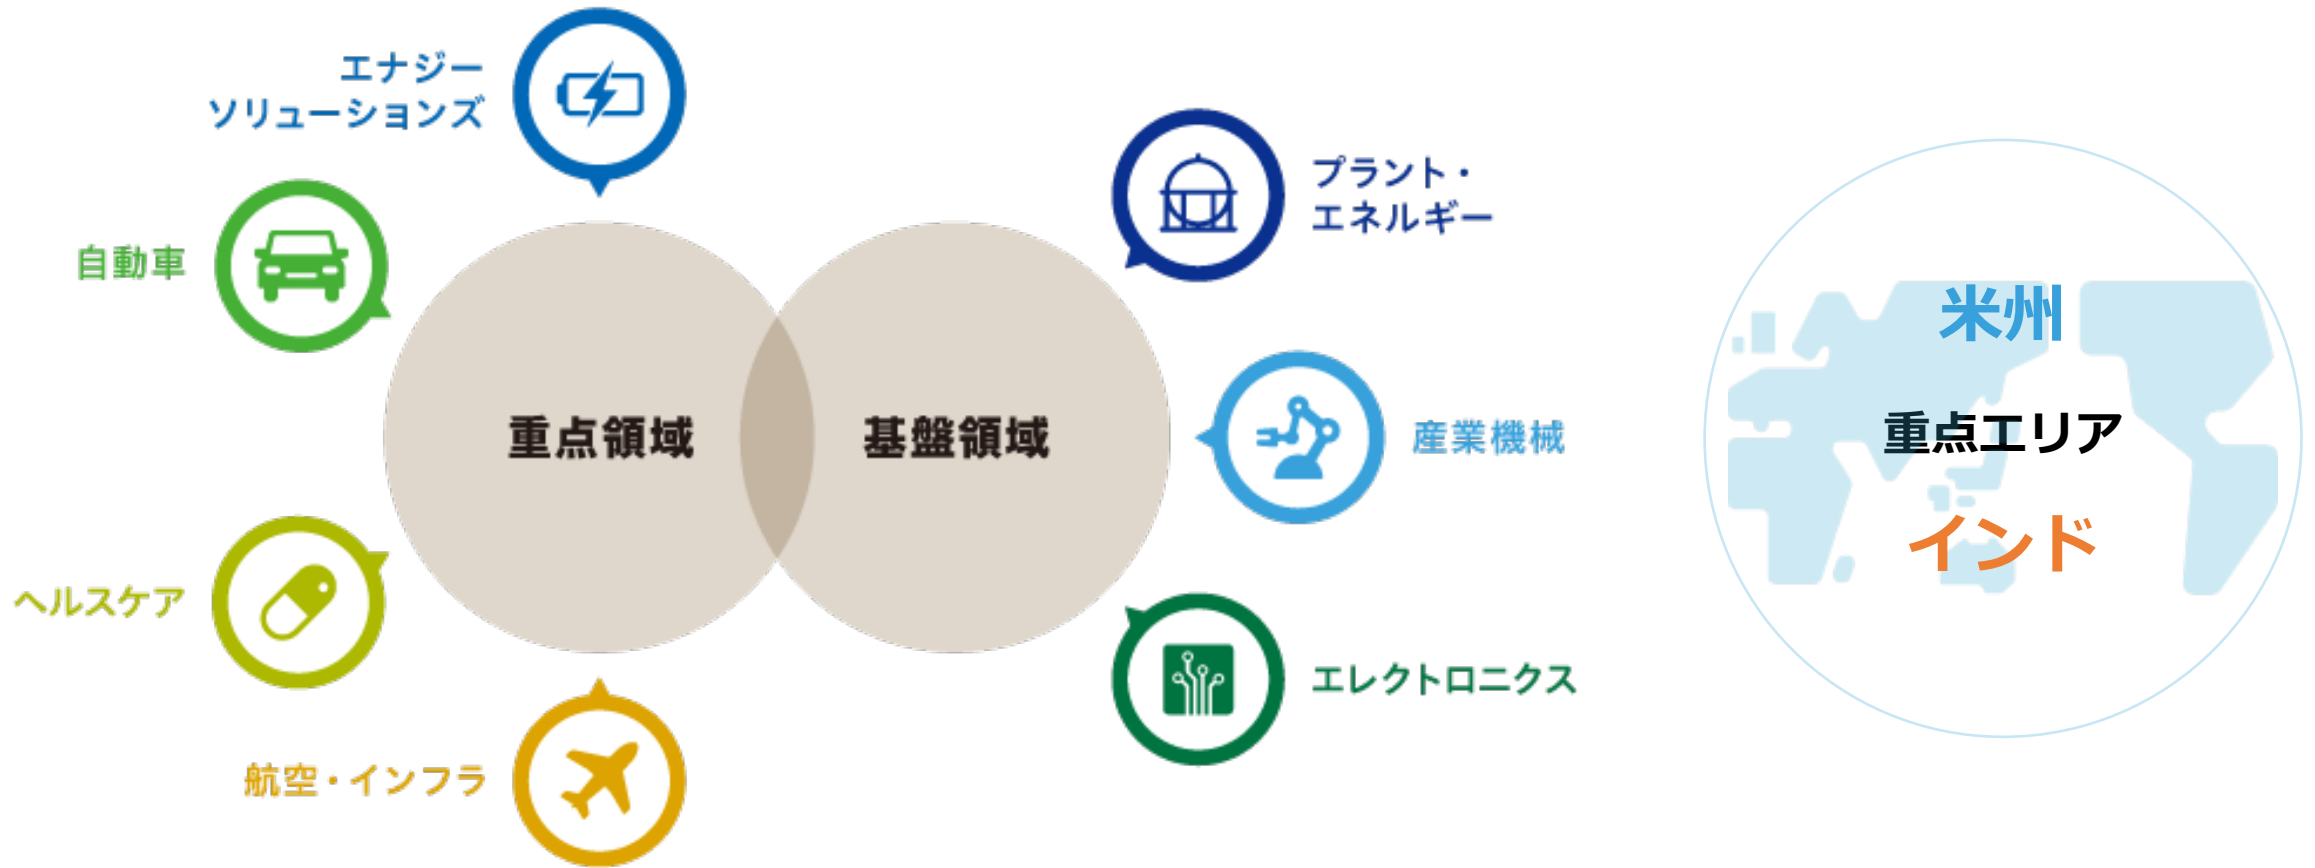 エナジー
ソリューションズ
自動車
ヘルスケア
航空・インフラ
重点領域
基盤領域
プラント・
エネルギー
産業機械
エレクトロニクス
米州
重点エリア
インド